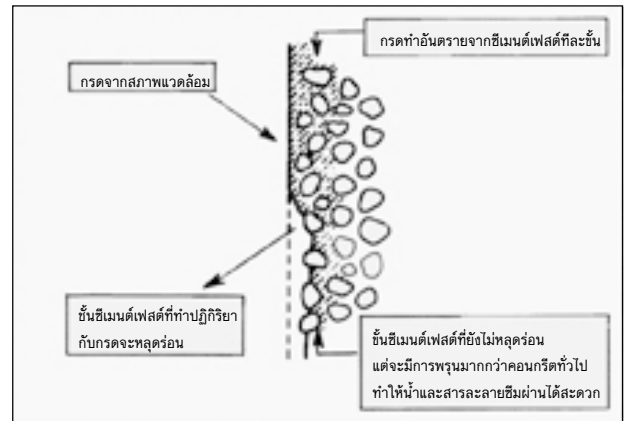 กรดทำอันตรายจากซีเมนต์เฟสต์ทีละชั้น
กรดจากสภาพแวดล้อม
ชั้นซีเมนต์เฟสต์ที่ทำปฏิกิริยา
กับกรดจะหลุดร่อน
ชั้นซีเมนต์เฟสต์ที่ยังไม่หลุดร่อน
แต่จะมีการพรุนมากกว่าคอนกรีตทั่วไป
ทำให้น้ำและสารละลายซึมผ่านได้สะดวก